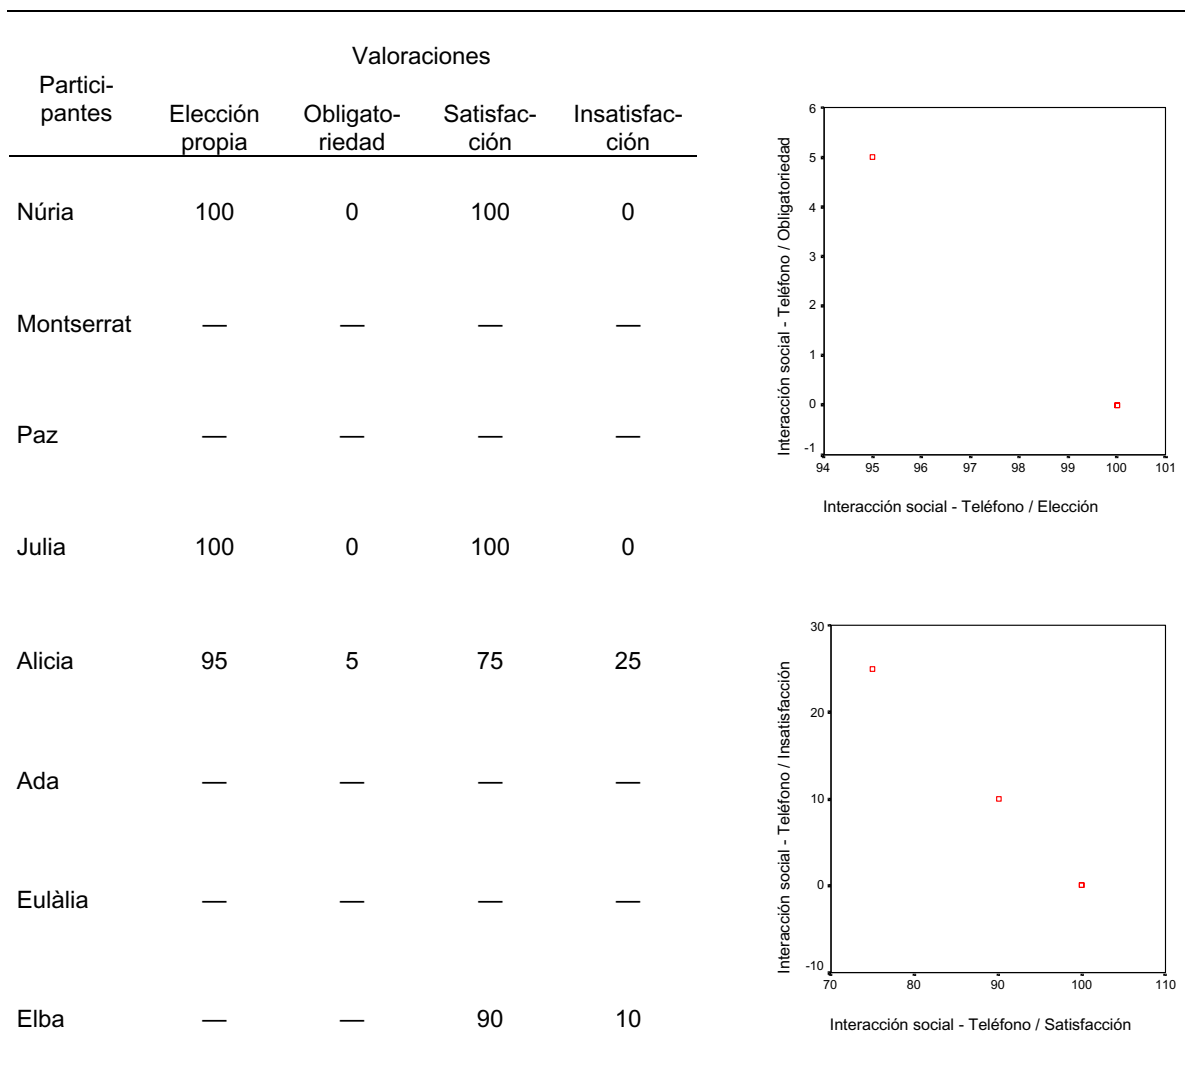 Valoraciones
Partici-
pantes
Elección
propia
Obligato-
riedad
Satisfac-
ción
Insatisfac-
ción
Núria 100 0 100 0
Montserrat — — — —
Paz — — — —
Julia 100 0 100 0
Alicia 95 5 75 25
Ada — — — —
Eulàlia — — — —
Elba — — 90 10
Interacción social - Teléfono / Obligatoriedad
6
5
4
3
2
1
0
-1
94 95 96 97 98 99 100 101
Interacción social - Teléfono / Elección
Interacción social - Teléfono / Insatisfacción
30
20
10
0
-10
70 80 90 100 110
Interacción social - Teléfono / Satisfacción